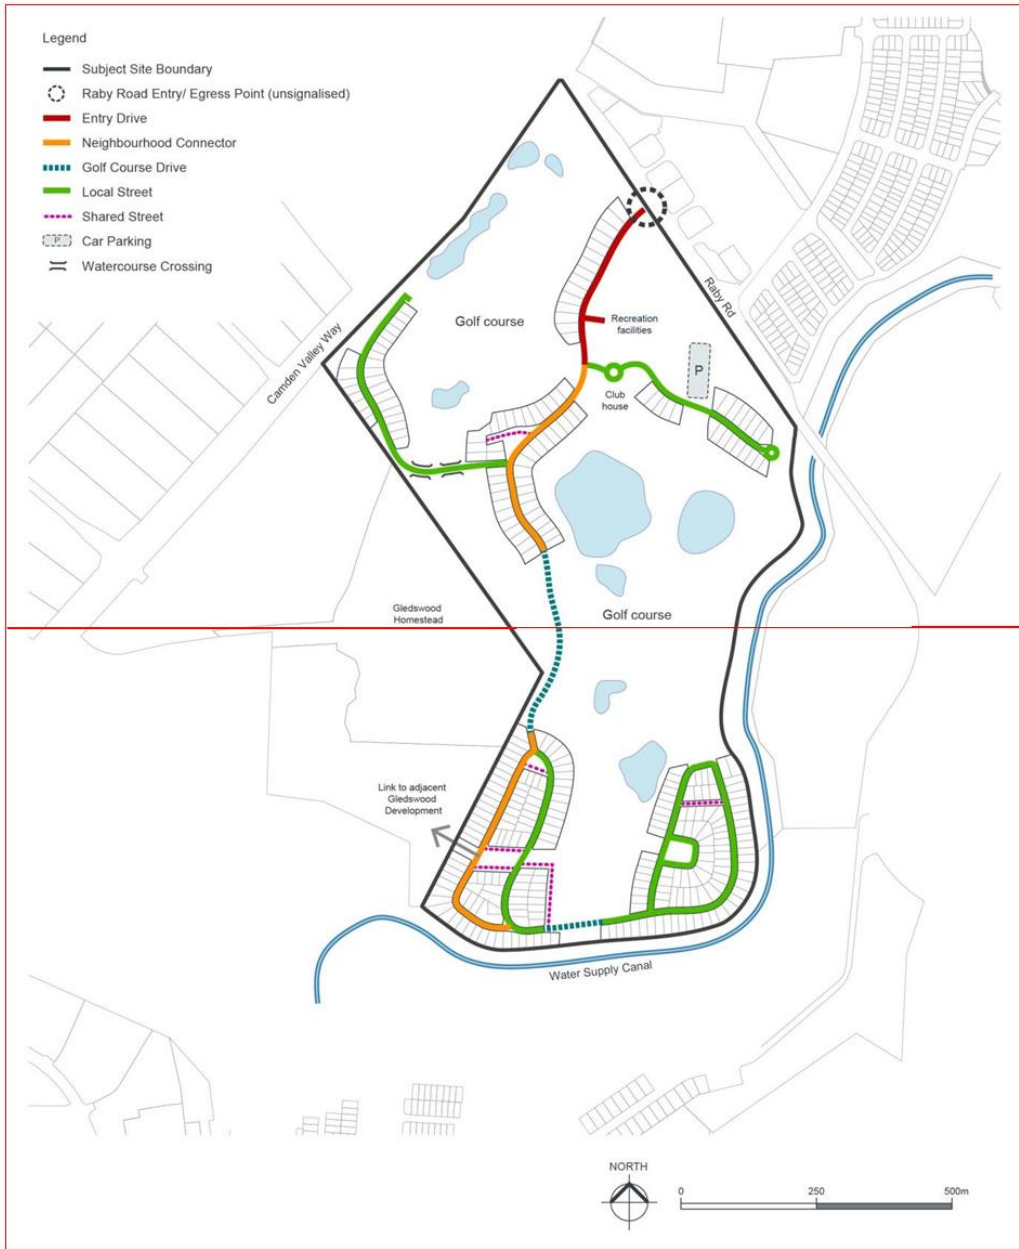 Legend
Subject Site Boundary
Raby Road Entry/ Egress Point (unsignalised)
Entry Drive
Neighbourhood Connector
Golf Course Drive
Local Street
Shared Street
P
Car Parking
Watercourse Crossing
Raby Rd
Camden Valley Way
Golf course
Recreation
facilities
P
Club
house
Gledswood
Homestead
Golf course
Link to adjacent
Gledswood
Development
Water Supply Canal
NORTH
0
250
500m